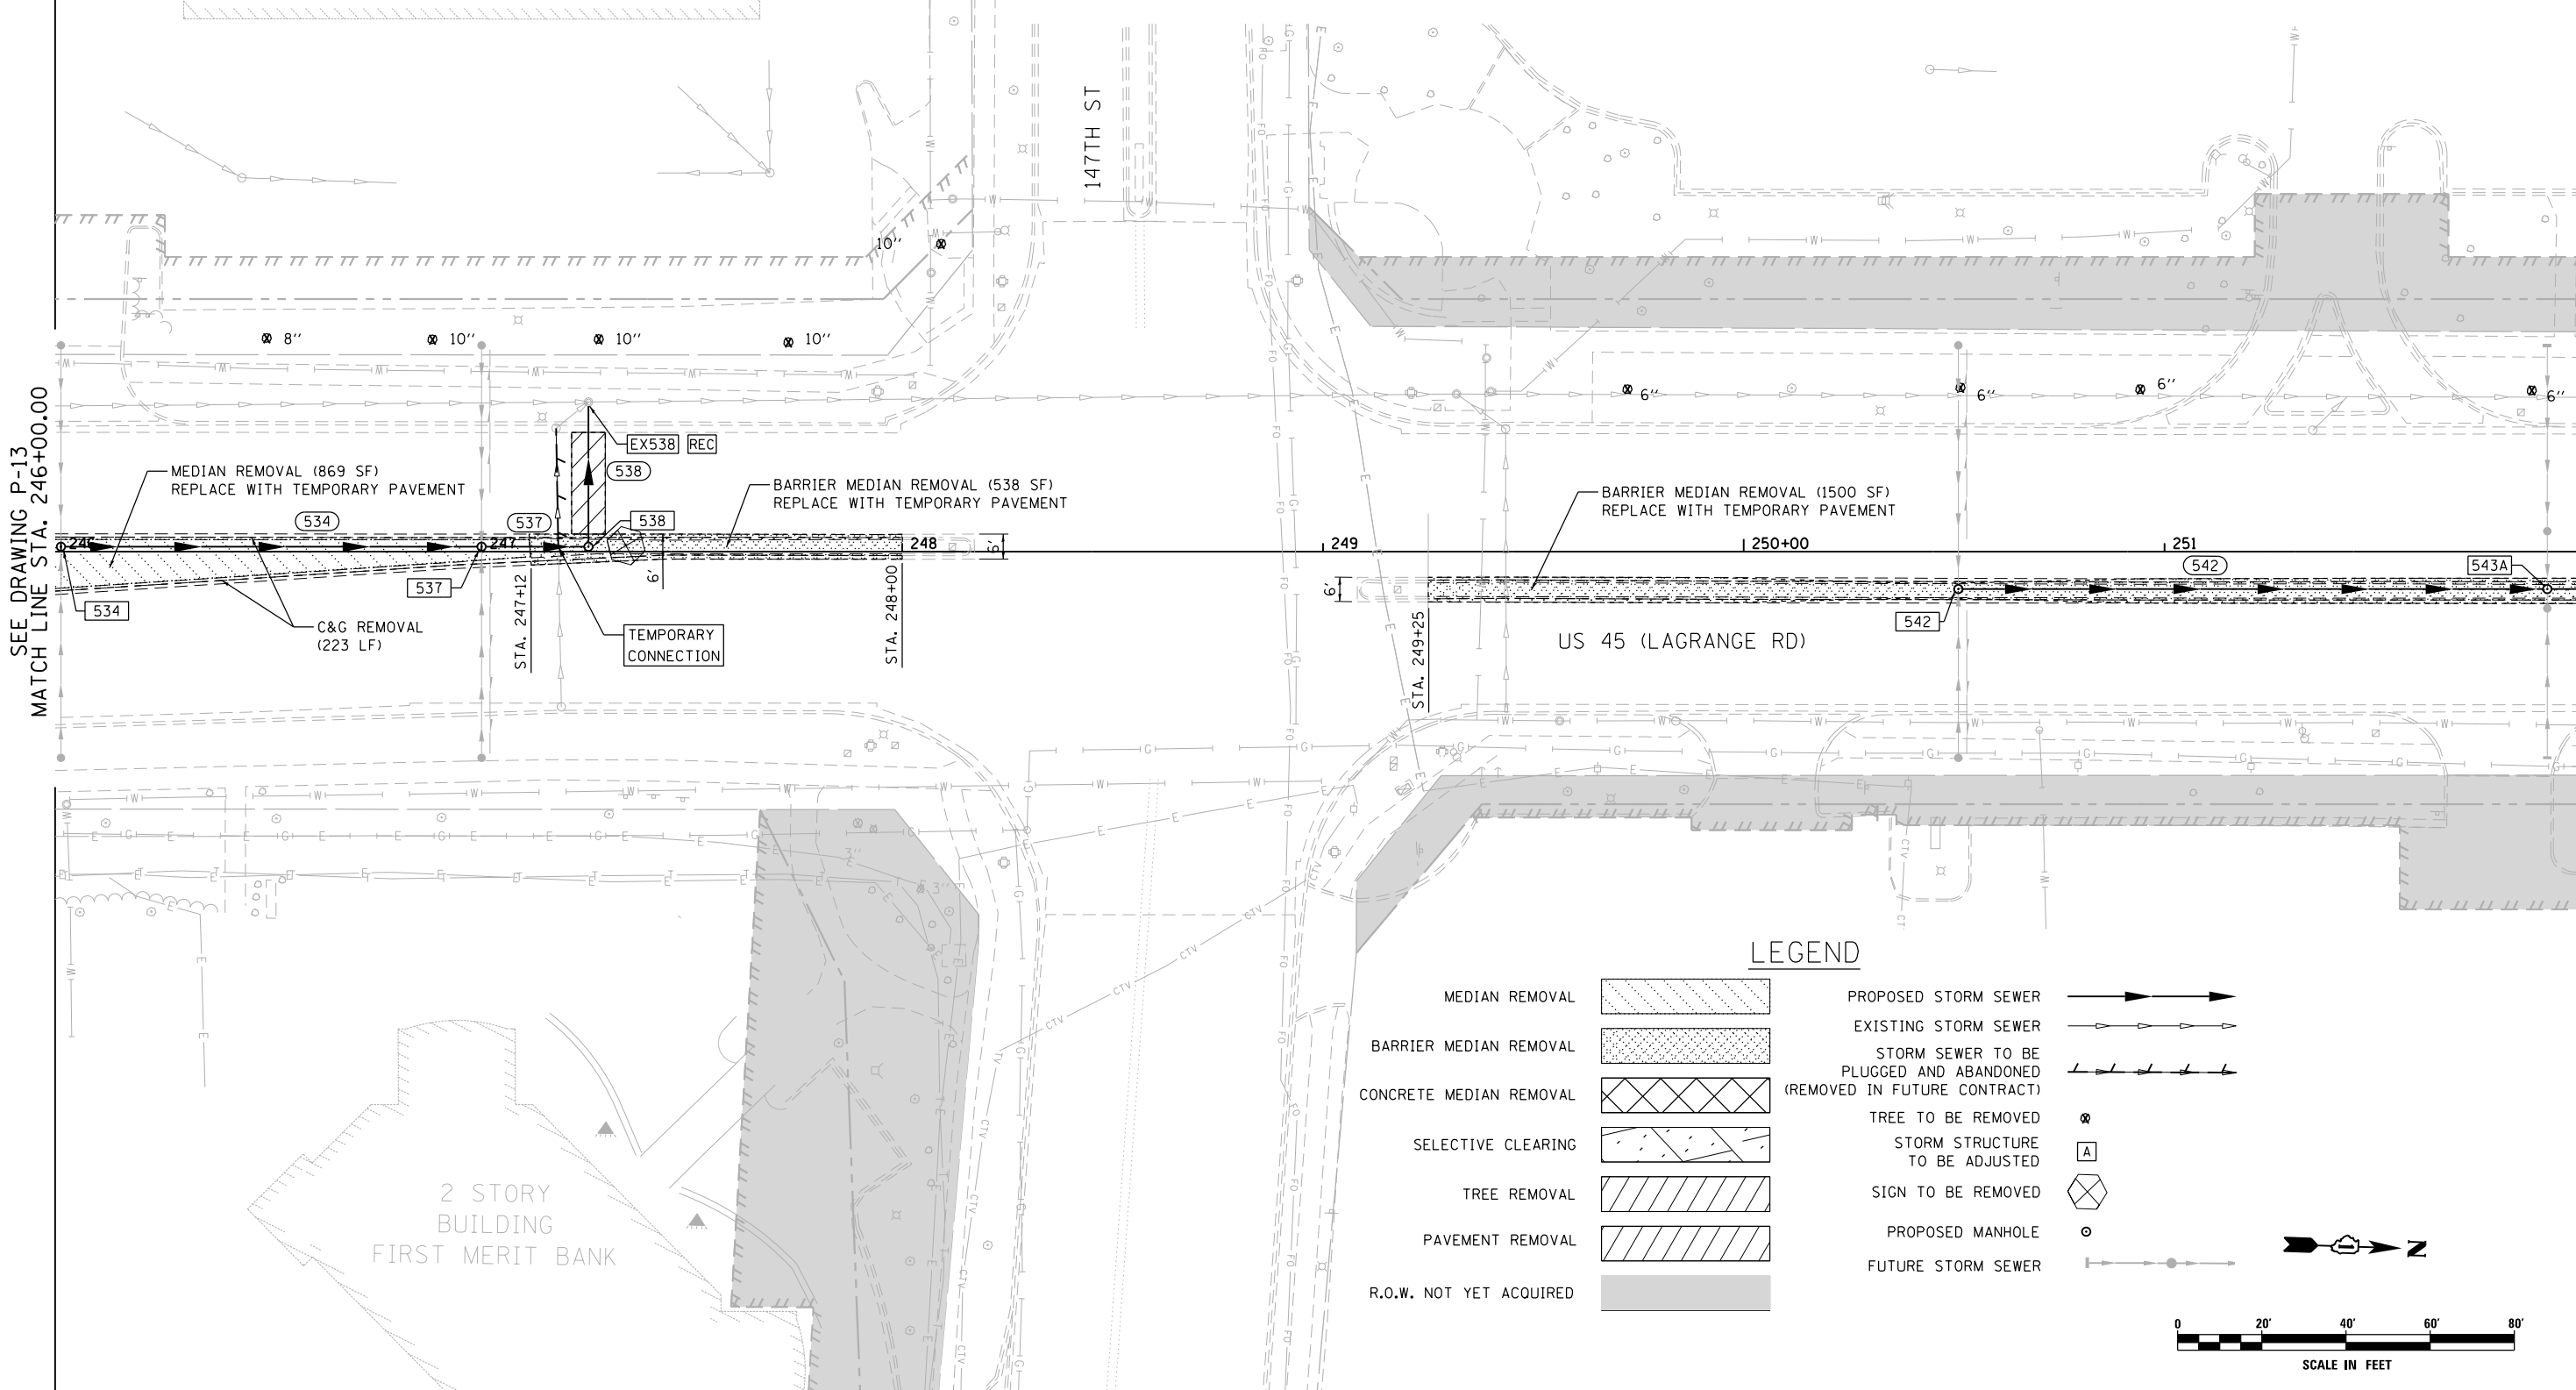 SEE DRAWING P-13
MATCH LINE STA. 246+00.00
147TH ST
10''
8''
10''
10''
10''
EX538 REC
538
MEDIAN REMOVAL (869 SF)
REPLACE WITH TEMPORARY PAVEMENT
BARRIER MEDIAN REMOVAL (538 SF)
REPLACE WITH TEMPORARY PAVEMENT
BARRIER MEDIAN REMOVAL (1500 SF)
REPLACE WITH TEMPORARY PAVEMENT
6''
6''
6''
6''
534
537
538
246
247
248
249
250+00
251
6'
6'
6'
542
543A
534
537
542
C&G REMOVAL
(223 LF)
STA. 247+12
TEMPORARY
CONNECTION
STA. 248+00
STA. 249+25
US 45 (LAGRANGE RD)
3''
3''
2 STORY
BUILDING
FIRST MERIT BANK
LEGEND
MEDIAN REMOVAL
BARRIER MEDIAN REMOVAL
CONCRETE MEDIAN REMOVAL
SELECTIVE CLEARING
TREE REMOVAL
PAVEMENT REMOVAL
R.O.W. NOT YET ACQUIRED
PROPOSED STORM SEWER
EXISTING STORM SEWER
STORM SEWER TO BE
PLUGGED AND ABANDONED
(REMOVED IN FUTURE CONTRACT)
TREE TO BE REMOVED
STORM STRUCTURE
TO BE ADJUSTED
A
SIGN TO BE REMOVED
PROPOSED MANHOLE
FUTURE STORM SEWER
N
0 20' 40' 60' 80'
SCALE IN FEET